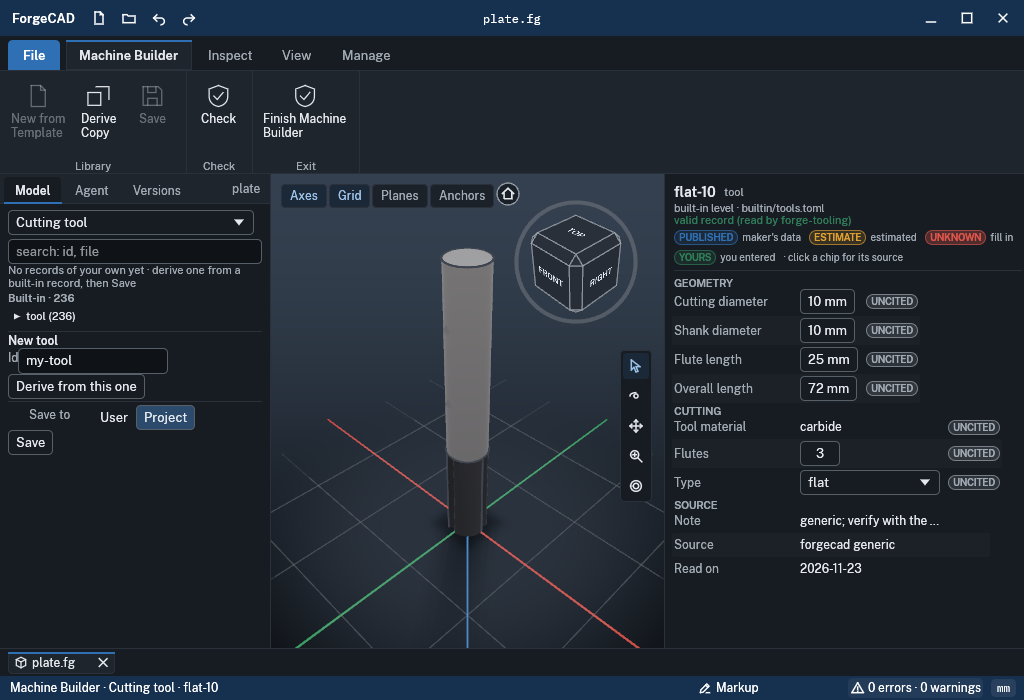 ForgeCAD
plate.fg
File
Machine Builder
Inspect
View
Manage
New from Template
Derive Copy
Save
Check
Finish Machine Builder
Library
Check
Exit
Model
Agent
Versions
plate
Cutting tool
search: id, file
No records of your own yet · derive one from a
built-in record, then Save
Built-in · 236
tool (236)
New tool
Id
my-tool
Derive from this one
Save to
User
Project
Save
Axes
Grid
Planes
Anchors
TOP
FRONT
RIGHT
flat-10 tool
built-in level · builtin/tools.toml
valid record (read by forge-tooling)
PUBLISHED maker's data ESTIMATE estimated UNKNOWN fill in
YOURS you entered · click a chip for its source
GEOMETRY
Cutting diameter 10 mm UNCITED
Shank diameter 10 mm UNCITED
Flute length 25 mm UNCITED
Overall length 72 mm UNCITED
CUTTING
Tool material carbide UNCITED
Flutes 3 UNCITED
Type flat UNCITED
SOURCE
Note generic; verify with the ...
Source forgecad generic
Read on 2026-11-23
plate.fg
Machine Builder · Cutting tool · flat-10
Markup
0 errors · 0 warnings
mm